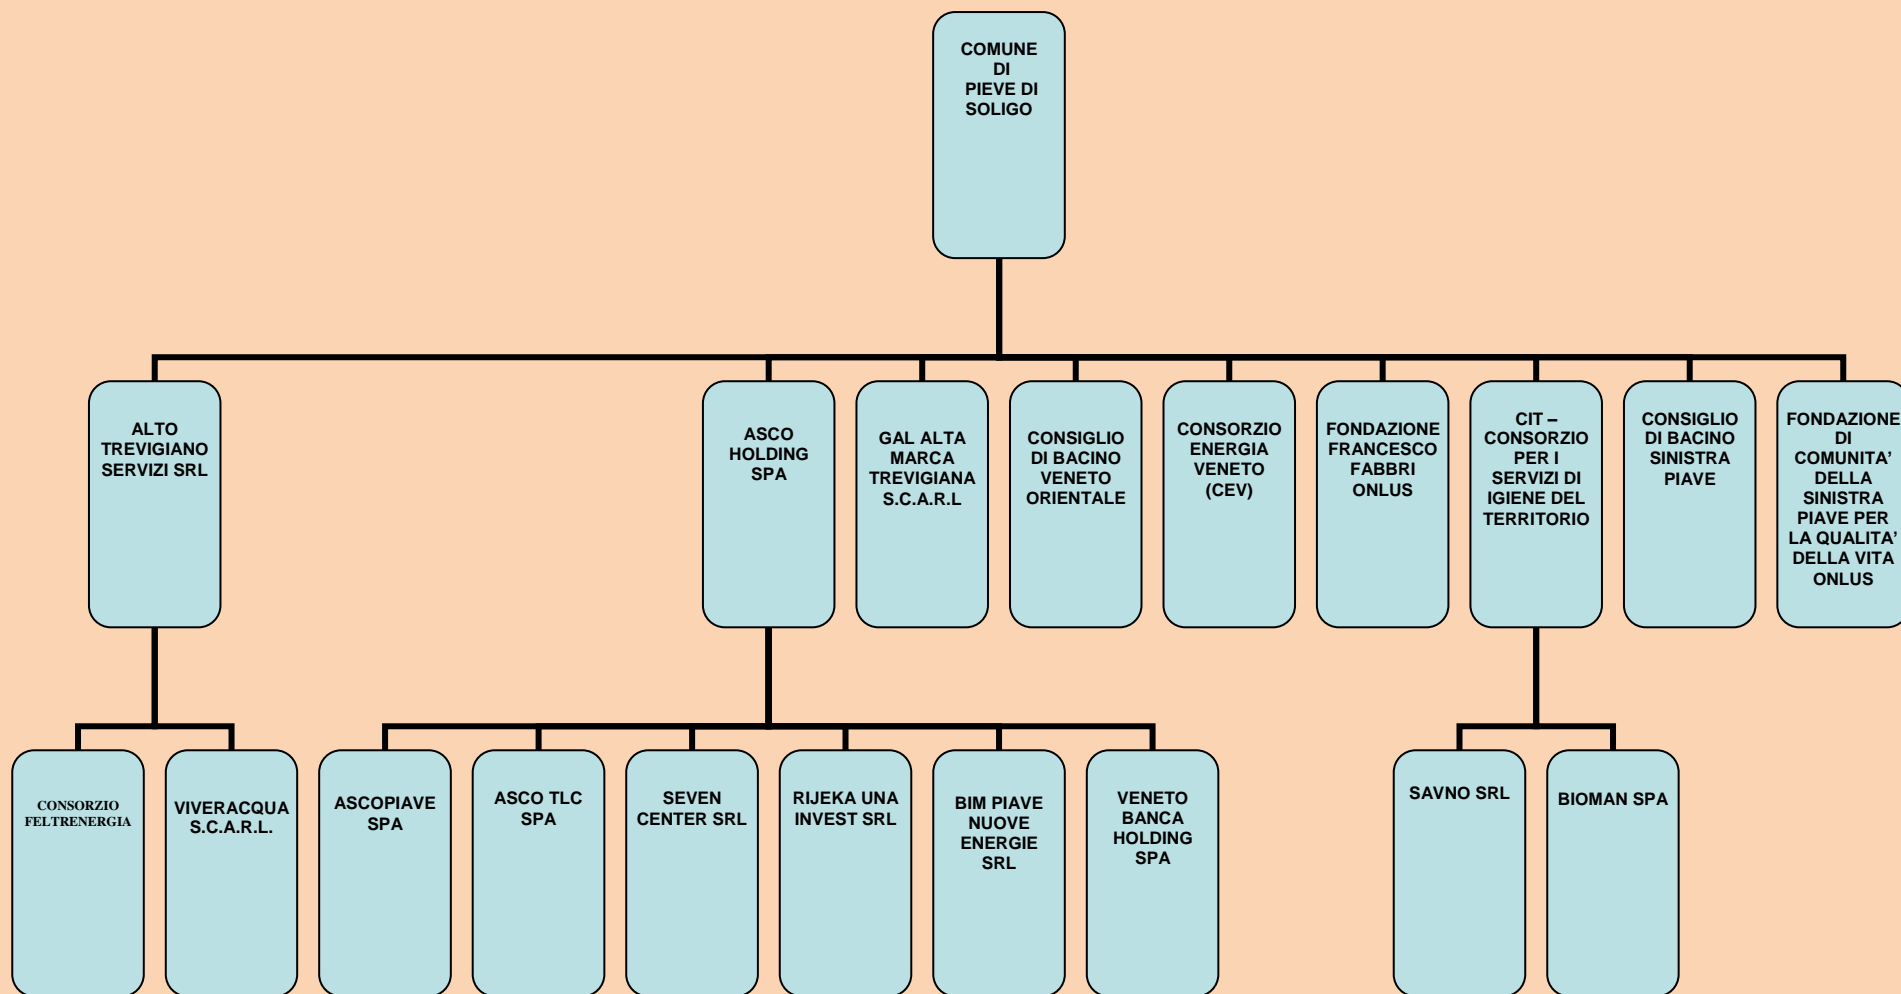 COMUNE
DI
PIEVE DI
SOLIGO
ALTO
TREVIGIANO
SERVIZI SRL
ASCO
HOLDING
SPA
GAL ALTA
MARCA
TREVIGIANA
S.C.A.R.L
CONSIGLIO
DI BACINO
VENETO
ORIENTALE
CONSORZIO
ENERGIA
VENETO
(CEV)
FONDAZIONE
FRANCESCO
FABBRI
ONLUS
CIT –
CONSORZIO
PER I
SERVIZI DI
IGIENE DEL
TERRITORIO
CONSIGLIO
DI BACINO
SINISTRA
PIAVE
FONDAZIONE
DI
COMUNITA’
DELLA
SINISTRA
PIAVE PER
LA QUALITA’
DELLA VITA
ONLUS
CONSORZIO
FELTRENERGIA
VIVERACQUA
S.C.A.R.L.
ASCOPIAVE
SPA
ASCO TLC
SPA
SEVEN
CENTER SRL
RIJEKA UNA
INVEST SRL
BIM PIAVE
NUOVE
ENERGIE
SRL
VENETO
BANCA
HOLDING
SPA
SAVNO SRL
BIOMAN SPA